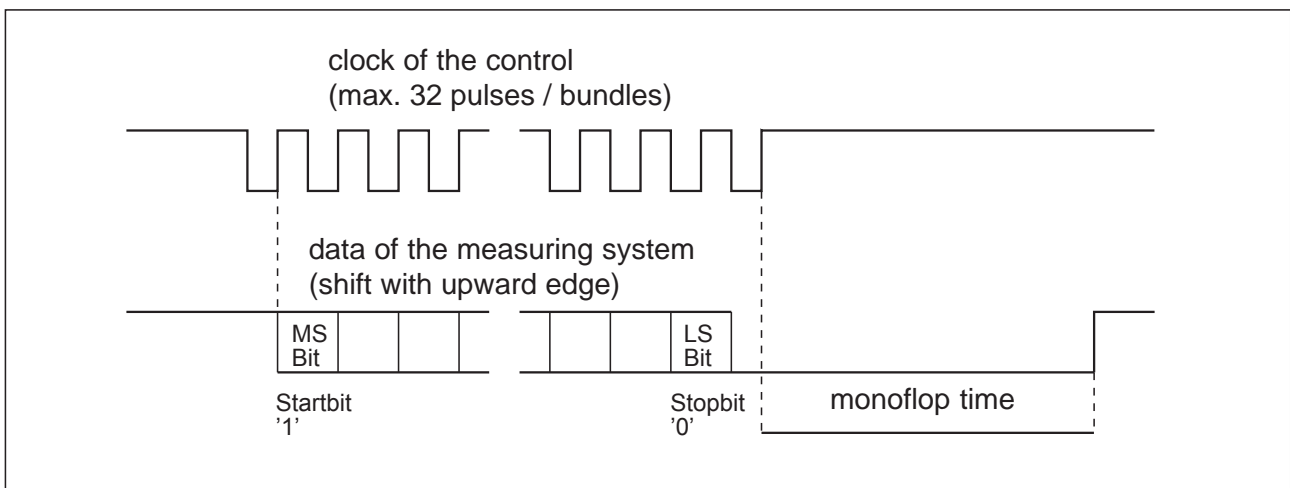 clock of the control
(max. 32 pulses / bundles)
data of the measuring system
(shift with upward edge)
MS
Bit
LS
Bit
Startbit
'1'
Stopbit
'0'
monoflop time